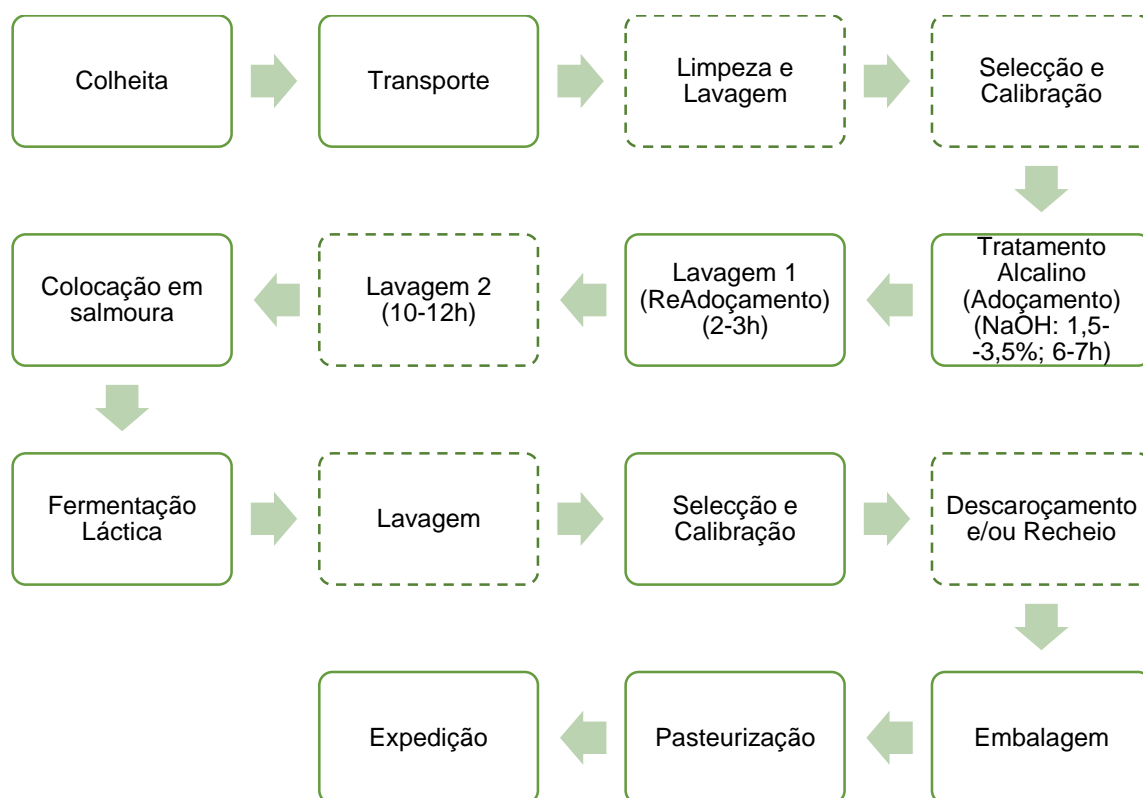 Colheita
Transporte
Limpeza e
Lavagem
Selecção e
Calibração
Tratamento
Alcalino
(Adoçamento)
(NaOH: 1,5-
-3,5%; 6-7h)
Lavagem 1
(ReAdoçamento)
(2-3h)
Lavagem 2
(10-12h)
Colocação em
salmoura
Fermentação
Láctica
Lavagem
Selecção e
Calibração
Descaroçamento
e/ou Recheio
Embalagem
Pasteurização
Expedição